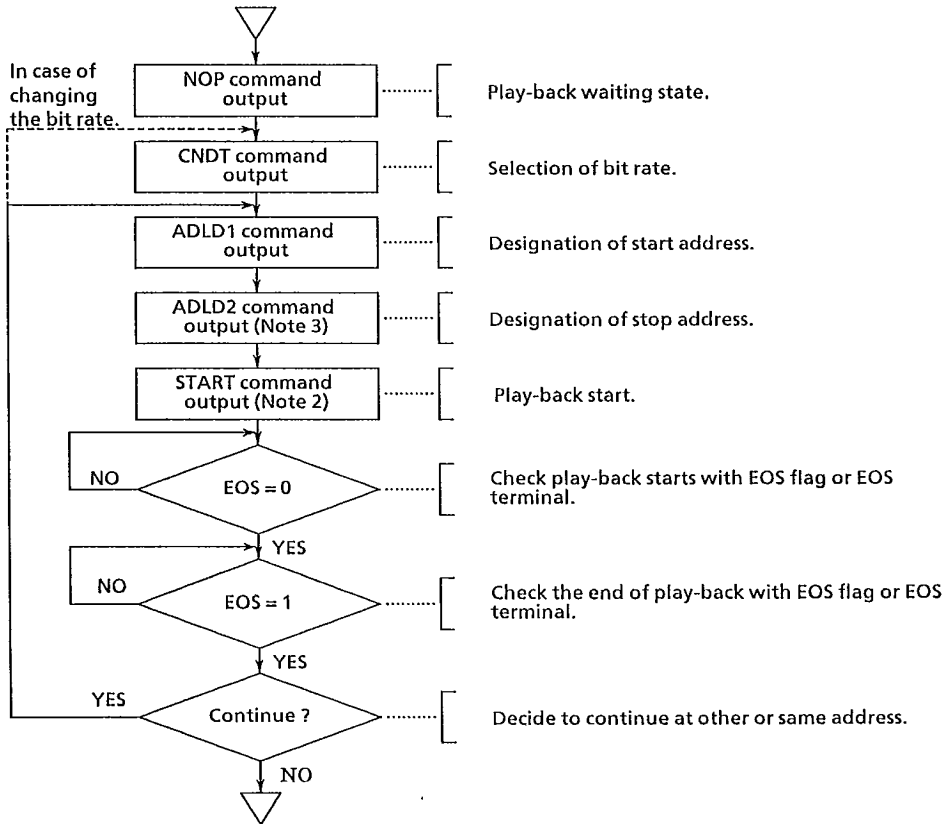 In case of
changing
the bit rate.
NOP command
output
Play-back waiting state.
CNDT command
output
Selection of bit rate.
ADLD1 command
output
Designation of start address.
ADLD2 command
output (Note 3)
Designation of stop address.
START command
output (Note 2)
Play-back start.
NO
EOS = 0
Check play-back starts with EOS flag or EOS
terminal.
YES
NO
EOS = 1
Check the end of play-back with EOS flag or EOS
terminal.
YES
YES
Continue ?
Decide to continue at other or same address.
NO